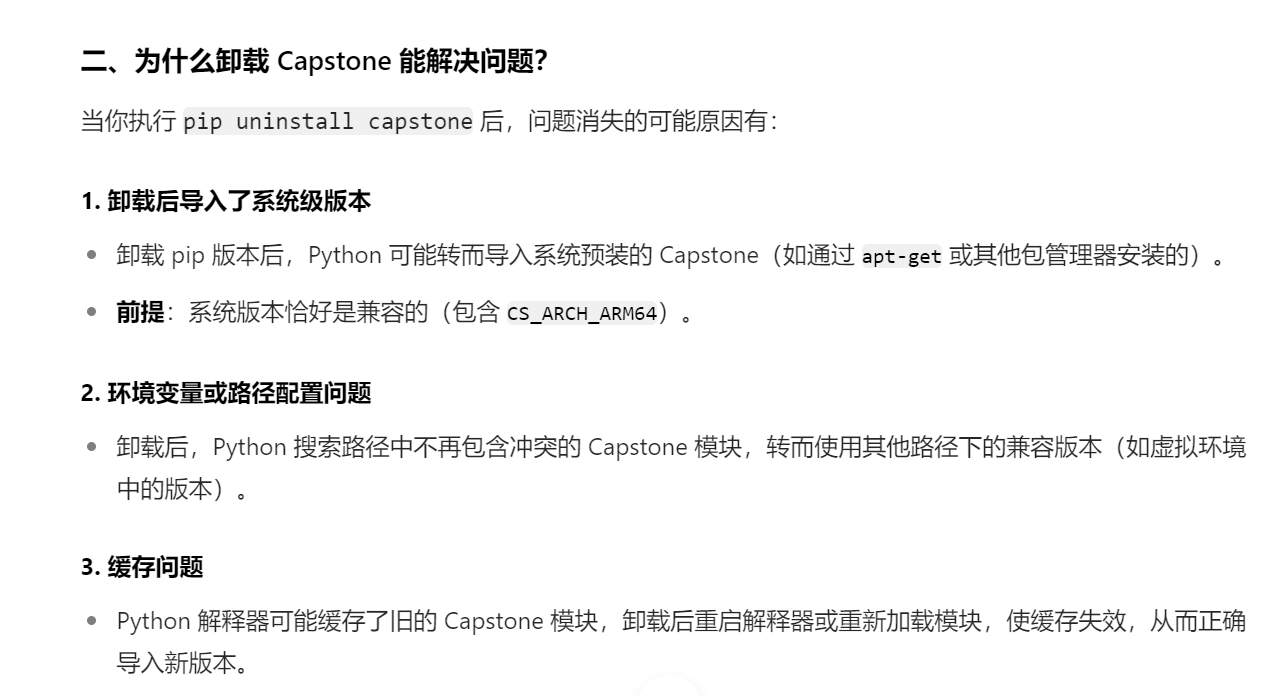 二、为什么卸载 Capstone 能解决问题？
当你执行 pip uninstall capstone 后，问题消失的可能原因有：
1. 卸载后导入了系统级版本
• 卸载 pip 版本后，Python 可能转而导入系统预装的 Capstone（如通过 apt-get 或其他包管理器安装的）。
• 前提：系统版本恰好是兼容的（包含 CS_ARCH_ARM64）。
2. 环境变量或路径配置问题
• 卸载后，Python 搜索路径中不再包含冲突的 Capstone 模块，转而使用其他路径下的兼容版本（如虚拟环境
中的版本）。
3. 缓存问题
• Python 解释器可能缓存了旧的 Capstone 模块，卸载后重启解释器或重新加载模块，使缓存失效，从而正确
导入新版本。